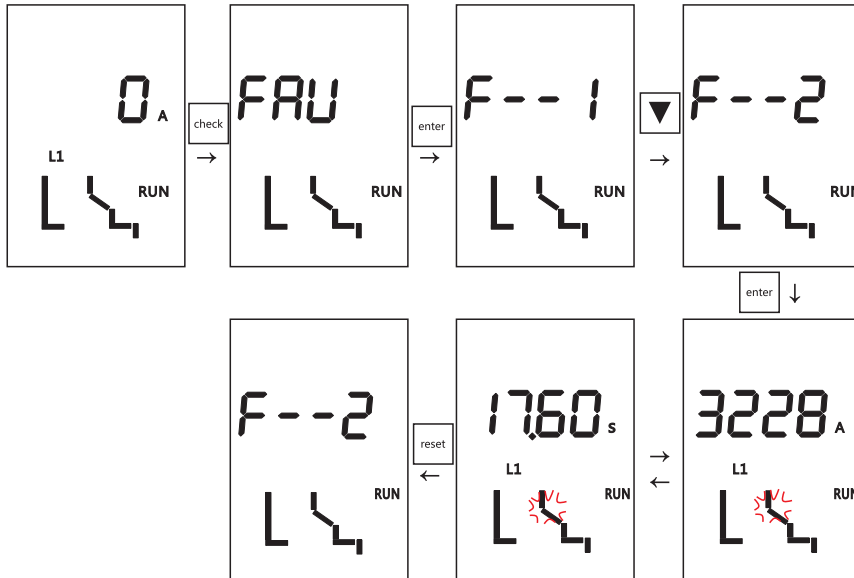 0 A
L1
RUN
check
→
FAU
RUN
enter
→
F--1
RUN
▼
→
F--2
RUN
enter ↓
3228 A
L1
RUN
→
←
17.60 s
L1
RUN
reset
←
F--2
RUN